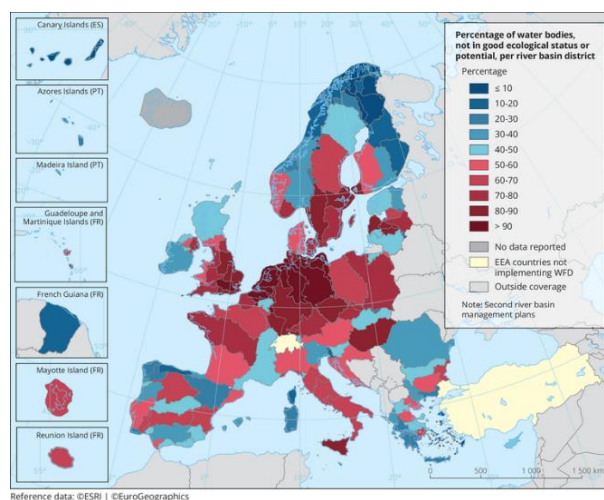 Canary Islands (ES)
Azores Islands (PT)
Madeira Island (PT)
Guadeloupe and
Martinique Islands (FR)
French Guiana (FR)
Mayotte Island (FR)
Reunion Island (FR)
Percentage of water bodies,
not in good ecological status or
potential, per river basin district
Percentage
≤ 10
10-20
20-30
30-40
40-50
50-60
60-70
70-80
80-90
> 90
No data reported
EEA countries not
implementing WFD
Outside coverage
Note: Second river basin
management plans
0 500 1 000 1 500 km
Reference data: ©ESRI | ©EuroGeographics